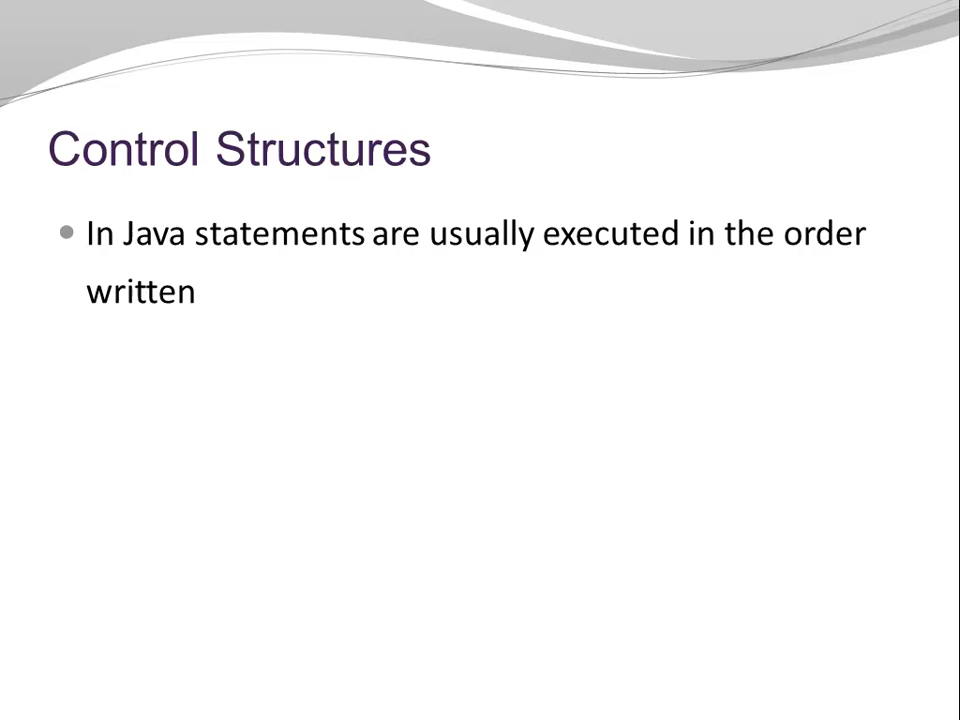 Control Structures
In Java statements are usually executed in the order
written